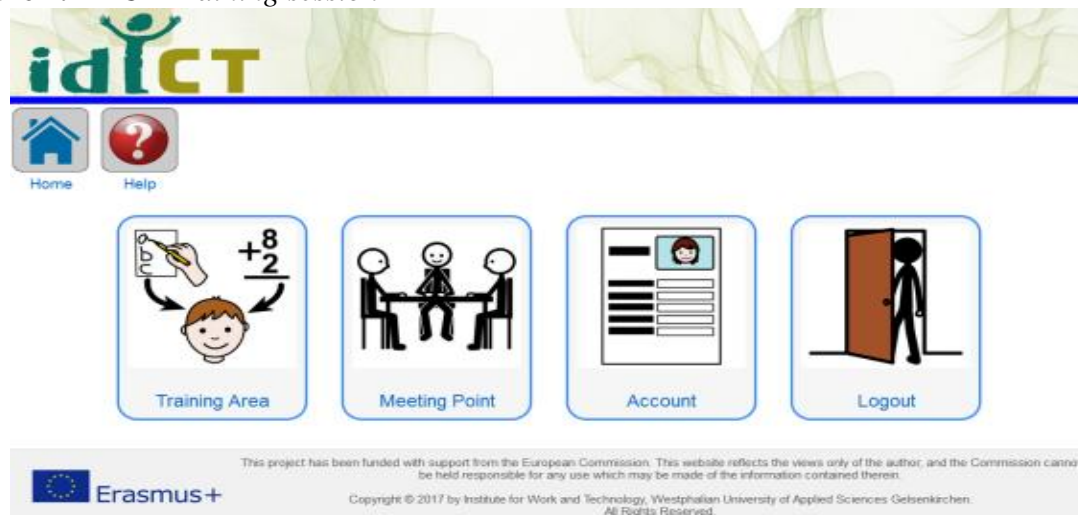 idiCT
Home
Help
a
b
c
+8
2
Training Area
Meeting Point
Account
Logout
This project has been funded with support from the European Commission. This website reflects the views only of the author, and the Commission canno
be held responsible for any use which may be made of the information contained therein.
Erasmus+
Copyright © 2017 by Institute for Work and Technology, Westphalian University of Applied Sciences Gelsenkirchen.
All Rights Reserved.